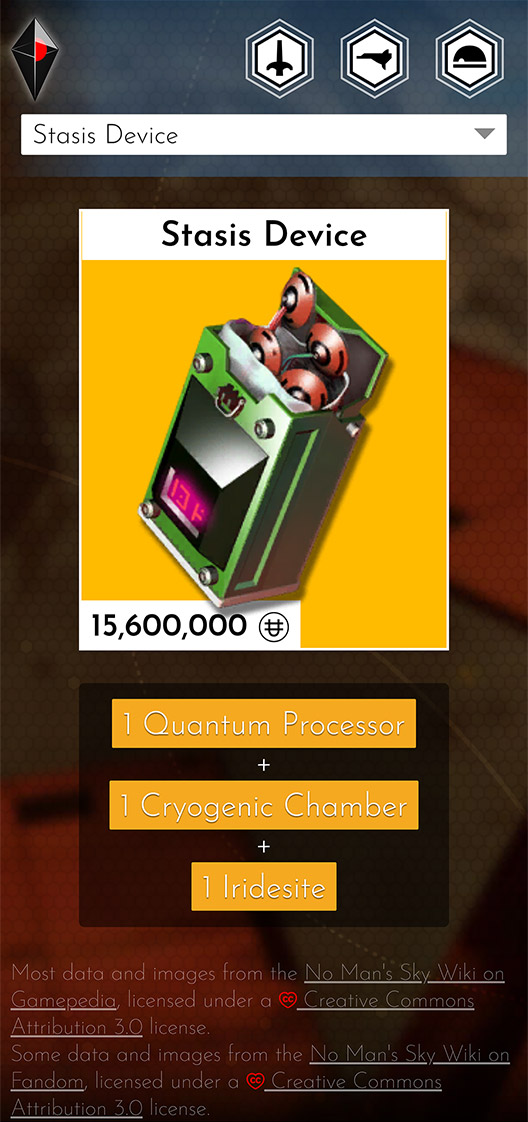 Stasis Device
Stasis Device
15,600,000
1 Quantum Processor
+
1 Cryogenic Chamber
+
1 Iridesite
Most data and images from the No Man's Sky Wiki on
Gamepedia, licensed under a cc Creative Commons
Attribution 3.0 license.
Some data and images from the No Man's Sky Wiki on
Fandom, licensed under a cc Creative Commons
Attribution 3.0 license.